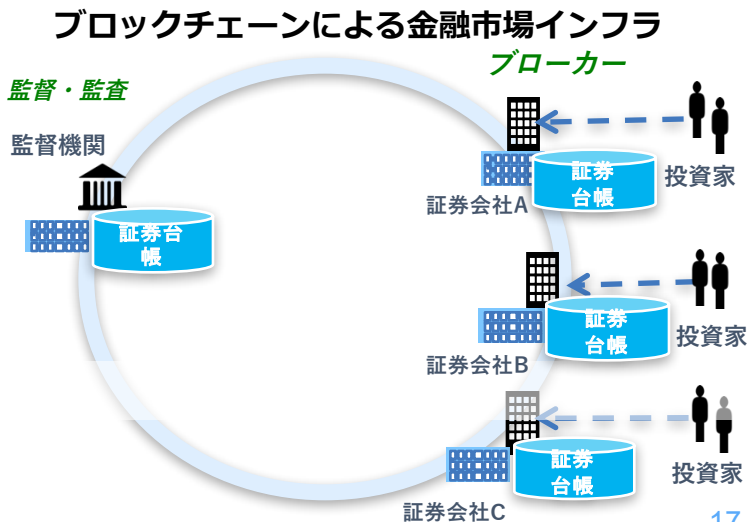 ブロックチェーンによる金融市場インフラ
ブローカー
監督・監査
監督機関
証券台
帳
証券
台帳
証券会社A
投資家
証券
台帳
証券会社B
投資家
証券
台帳
証券会社C
投資家
17